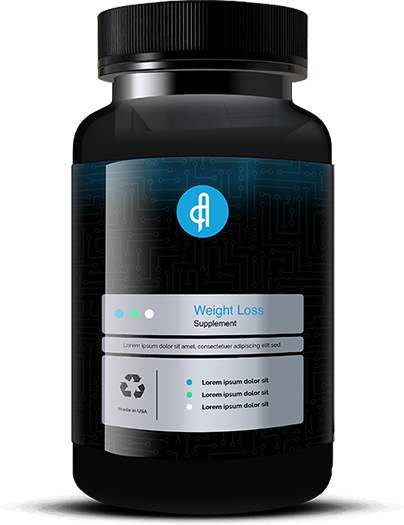 Weight Loss
Supplement
Lorem ipsum dolor sit amet, consectetuer adipiscing elit sed.
Lorem ipsum dolor sit
Lorem ipsum dolor sit
Lorem ipsum dolor sit
Made in USA